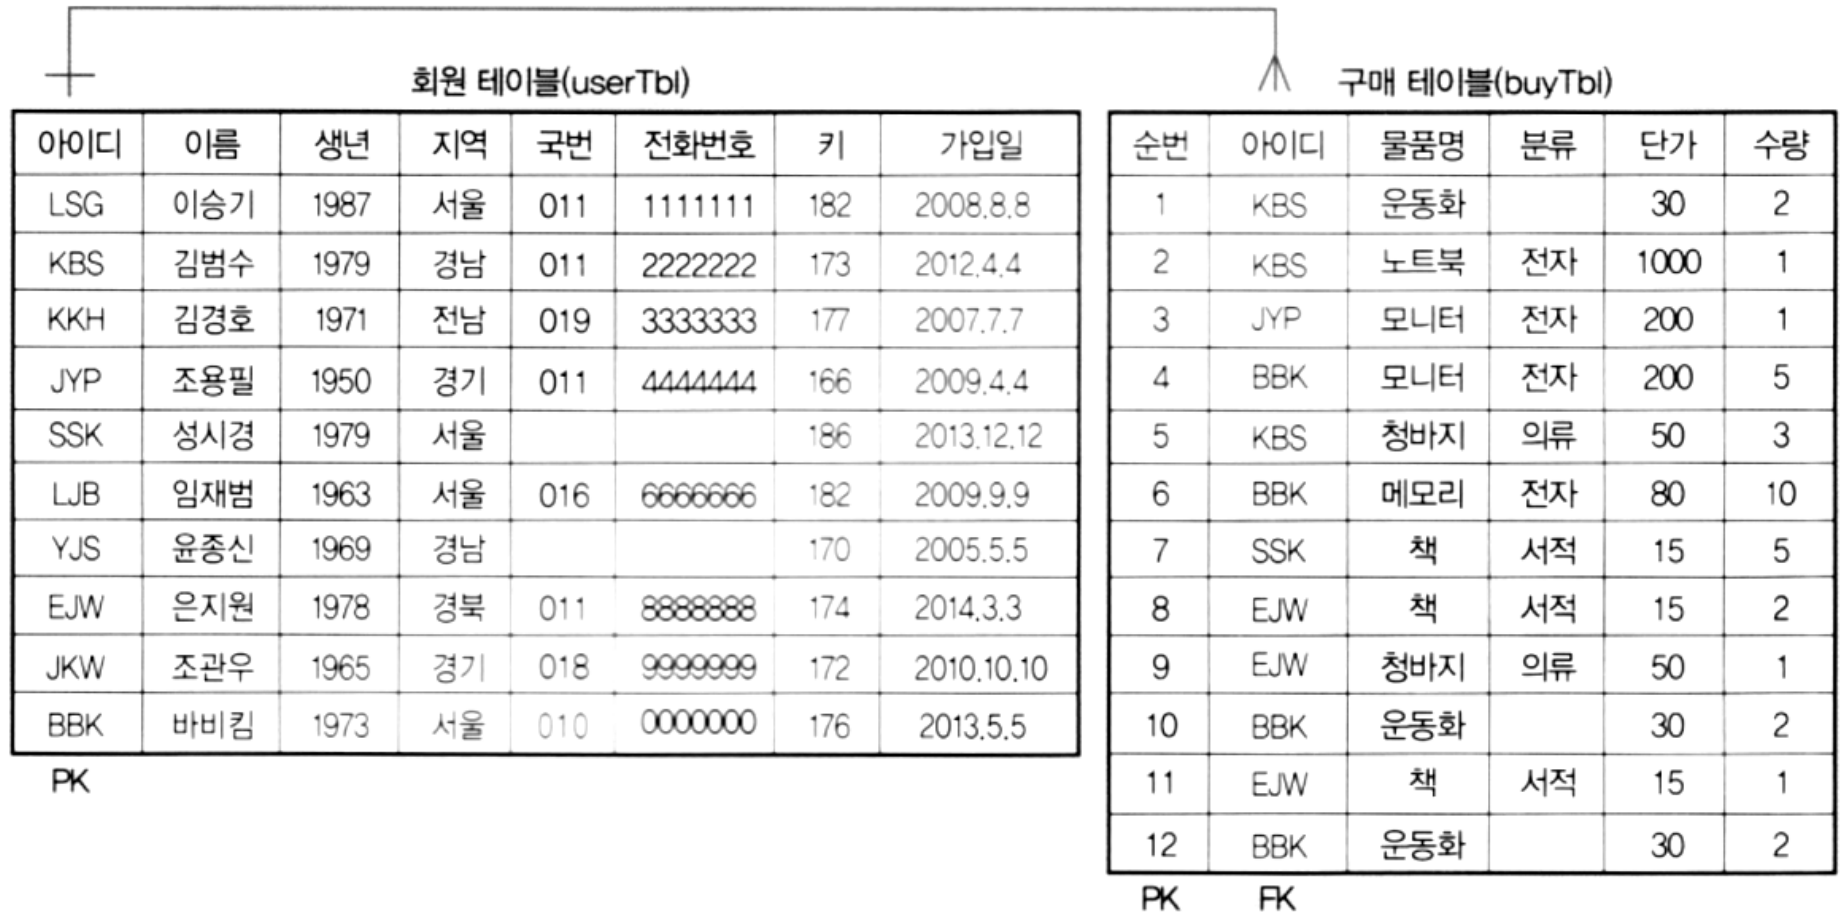 회원 테이블(userTbl)
아이디 이름 생년 지역 국번 전화번호 키 가입일
LSG 이승기 1987 서울 011 1111111 182 2008.8.8
KBS 김범수 1979 경남 011 2222222 173 2012.4.4
KKH 김경호 1971 전남 019 3333333 177 2007.7.7
JYP 조용필 1950 경기 011 4444444 166 2009.4.4
SSK 성시경 1979 서울 186 2013.12.12
LJB 임재범 1963 서울 016 6666666 182 2009.9.9
YJS 윤종신 1969 경남 170 2005.5.5
EJW 은지원 1978 경북 011 8888888 174 2014.3.3
JKW 조관우 1965 경기 018 9999999 172 2010.10.10
BBK 바비킴 1973 서울 010 0000000 176 2013.5.5
PK
구매 테이블(buyTbl)
순번 아이디 물품명 분류 단가 수량
1 KBS 운동화 30 2
2 KBS 노트북 전자 1000 1
3 JYP 모니터 전자 200 1
4 BBK 모니터 전자 200 5
5 KBS 청바지 의류 50 3
6 BBK 메모리 전자 80 10
7 SSK 책 서적 15 5
8 EJW 책 서적 15 2
9 EJW 청바지 의류 50 1
10 BBK 운동화 30 2
11 EJW 책 서적 15 1
12 BBK 운동화 30 2
PK FK